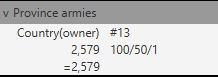 v Province armies
Country(owner) #13
2,579 100/50/1
=2,579